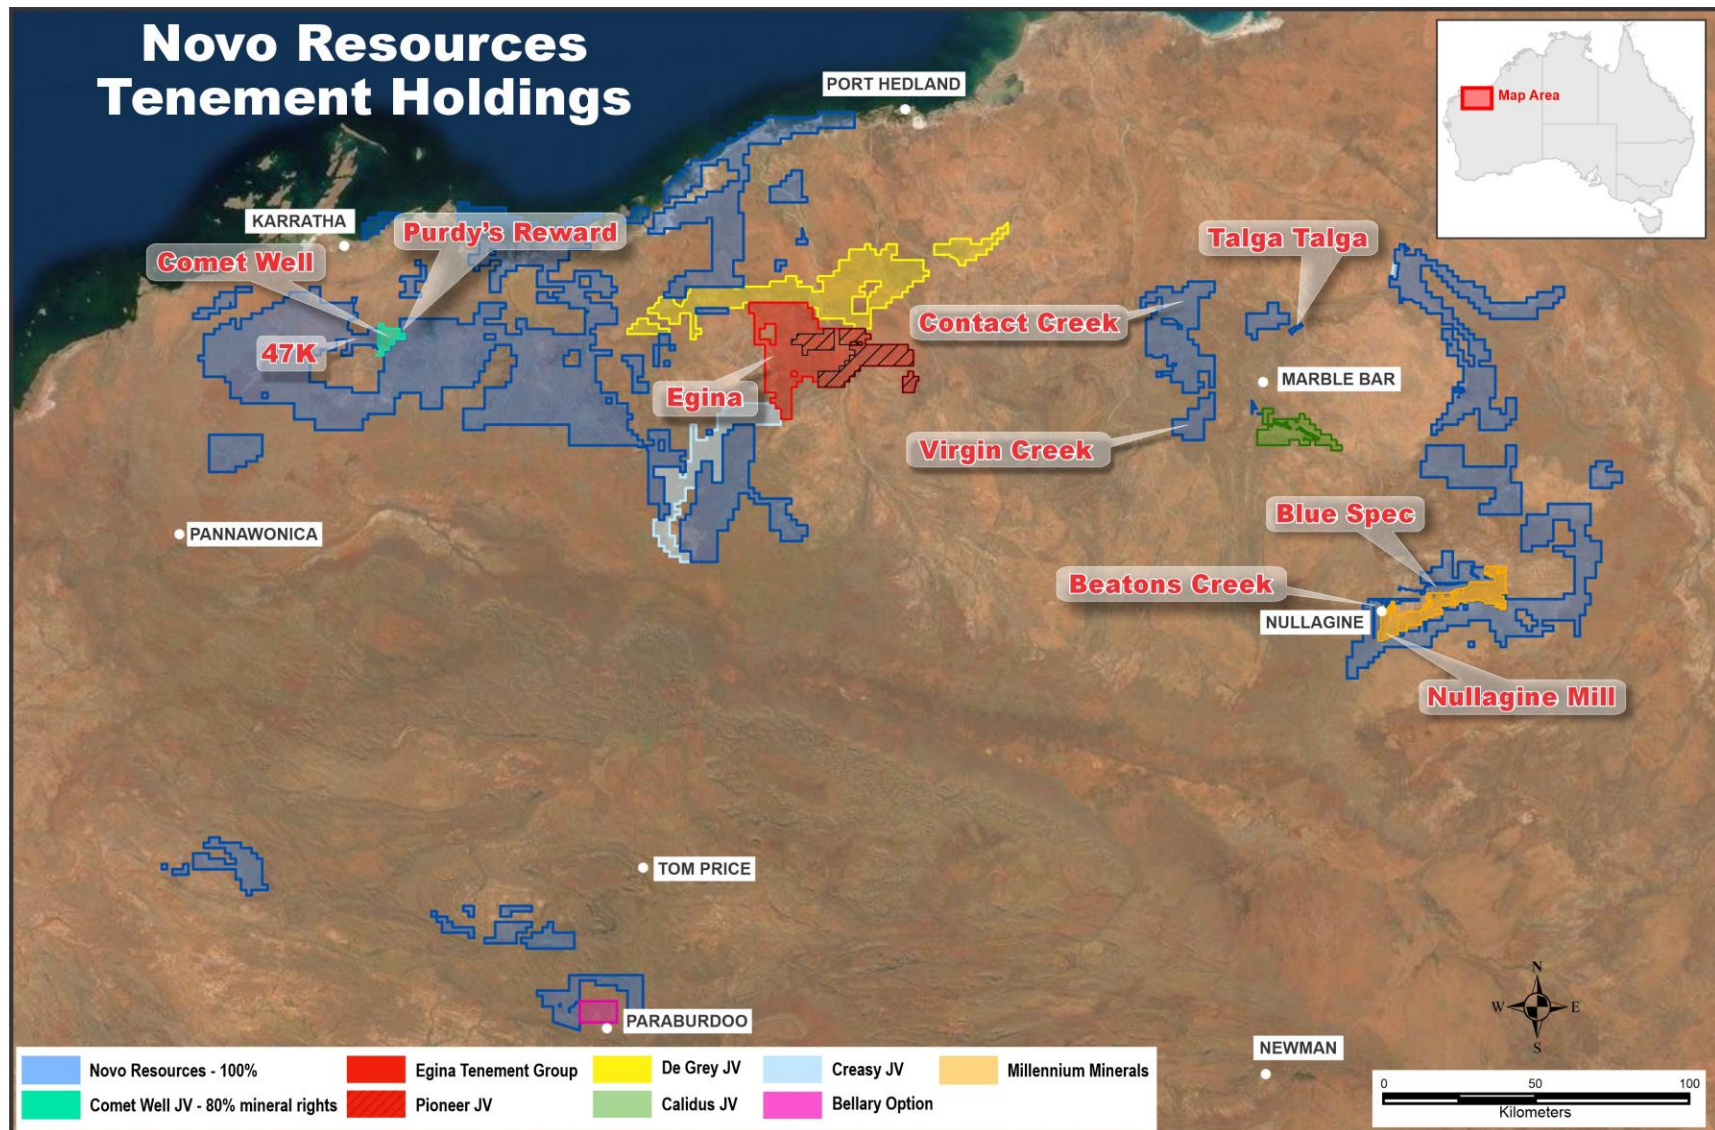 Novo Resources
Tenement Holdings
PORT HEDLAND
Map Area
KARRATHA
Purdy's Reward
Comet Well
Talga Talga
47K
Contact Creek
Egina
MARBLE BAR
Virgin Creek
PANNAWONICA
Blue Spec
Beatons Creek
NULLAGINE
Nullagine Mill
TOM PRICE
PARABURDOO
NEWMAN
N
W
E
S
Novo Resources - 100%
Egina Tenement Group
De Grey JV
Creasy JV
Millennium Minerals
Comet Well JV - 80% mineral rights
Pioneer JV
Calidus JV
Bellary Option
0 50 100
Kilometers